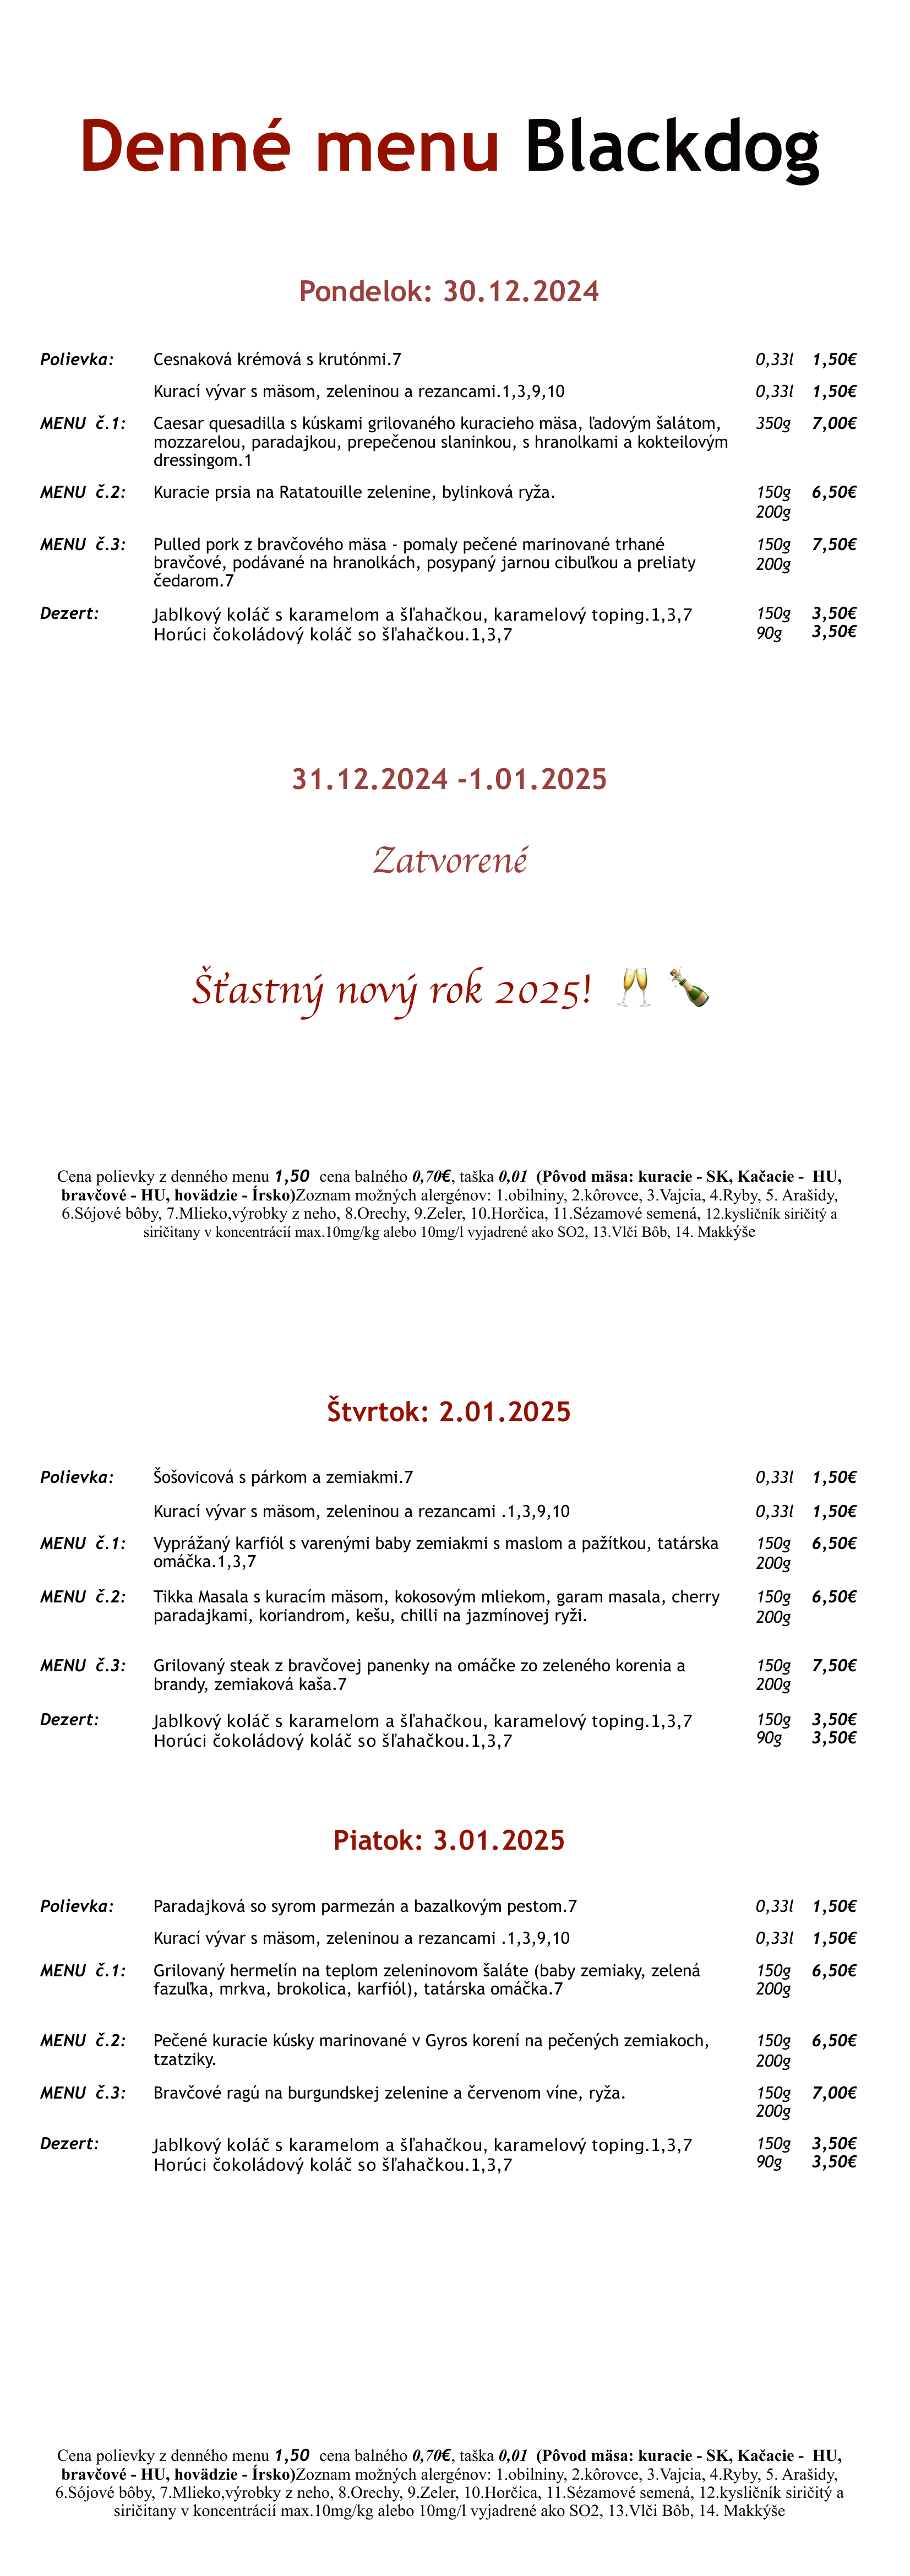 Denné menu Blackdog
Pondelok: 30.12.2024
Polievka: Cesnaková krémová s krutónmi.7 0,33l 1,50€
Kurací vývar s mäsom, zeleninou a rezancami.1,3,9,10 0,33l 1,50€
MENU č.1: Caesar quesadilla s kúskami grilovaného kuracieho mäsa, ľadovým šalátom, 350g 7,00€
mozzarelou, paradajkou, prepečenou slaninkou, s hranolkami a kokteilovým
dressingom.1
MENU č.2: Kuracie prsia na Ratatouille zelenine, bylinková ryža. 150g 6,50€
200g
MENU č.3: Pulled pork z bravčového mäsa - pomaly pečené marinované trhané 150g 7,50€
bravčové, podávané na hranolkách, posypaný jarnou cibuľkou a preliaty 200g
čedarom.7
Dezert: Jablkový koláč s karamelom a šľahačkou, karamelový toping.1,3,7 150g 3,50€
Horúci čokoládový koláč so šľahačkou.1,3,7 90g 3,50€
31.12.2024 -1.01.2025
Zatvorené
Šťastný nový rok 2025! 🥂 🍾
Cena polievky z denného menu 1,50 cena balného 0,70€, taška 0,01 (Pôvod mäsa: kuracie - SK, Kačacie - HU,
bravčové - HU, hovädzie - Írsko)Zoznam možných alergénov: 1.obilniny, 2.kôrovce, 3.Vajcia, 4.Ryby, 5. Arašidy,
6.Sójové bôby, 7.Mlieko,výrobky z neho, 8.Orechy, 9.Zeler, 10.Horčica, 11.Sézamové semená, 12.kysličník siričitý a
siričitany v koncentrácií max.10mg/kg alebo 10mg/l vyjadrené ako SO2, 13.Vlči Bôb, 14. Makkýše
Štvrtok: 2.01.2025
Polievka: Šošovicová s párkom a zemiakmi.7 0,33l 1,50€
Kurací vývar s mäsom, zeleninou a rezancami .1,3,9,10 0,33l 1,50€
MENU č.1: Vyprážaný karfiól s varenými baby zemiakmi s maslom a pažítkou, tatárska 150g 6,50€
omáčka.1,3,7 200g
MENU č.2: Tikka Masala s kuracím mäsom, kokosovým mliekom, garam masala, cherry 150g 6,50€
paradajkami, koriandrom, kešu, chilli na jazmínovej ryži. 200g
MENU č.3: Grilovaný steak z bravčovej panenky na omáčke zo zeleného korenia a 150g 7,50€
brandy, zemiaková kaša.7 200g
Dezert: Jablkový koláč s karamelom a šľahačkou, karamelový toping.1,3,7 150g 3,50€
Horúci čokoládový koláč so šľahačkou.1,3,7 90g 3,50€
Piatok: 3.01.2025
Polievka: Paradajková so syrom parmezán a bazalkovým pestom.7 0,33l 1,50€
Kurací vývar s mäsom, zeleninou a rezancami .1,3,9,10 0,33l 1,50€
MENU č.1: Grilovaný hermelín na teplom zeleninovom šaláte (baby zemiaky, zelená 150g 6,50€
fazuľka, mrkva, brokolica, karfiól), tatárska omáčka.7 200g
MENU č.2: Pečené kuracie kúsky marinované v Gyros korení na pečených zemiakoch, 150g 6,50€
tzatziky. 200g
MENU č.3: Bravčové ragú na burgundskej zelenine a červenom víne, ryža. 150g 7,00€
200g
Dezert: Jablkový koláč s karamelom a šľahačkou, karamelový toping.1,3,7 150g 3,50€
Horúci čokoládový koláč so šľahačkou.1,3,7 90g 3,50€
Cena polievky z denného menu 1,50 cena balného 0,70€, taška 0,01 (Pôvod mäsa: kuracie - SK, Kačacie - HU,
bravčové - HU, hovädzie - Írsko)Zoznam možných alergénov: 1.obilniny, 2.kôrovce, 3.Vajcia, 4.Ryby, 5. Arašidy,
6.Sójové bôby, 7.Mlieko,výrobky z neho, 8.Orechy, 9.Zeler, 10.Horčica, 11.Sézamové semená, 12.kysličník siričitý a
siričitany v koncentrácií max.10mg/kg alebo 10mg/l vyjadrené ako SO2, 13.Vlči Bôb, 14. Makkýše